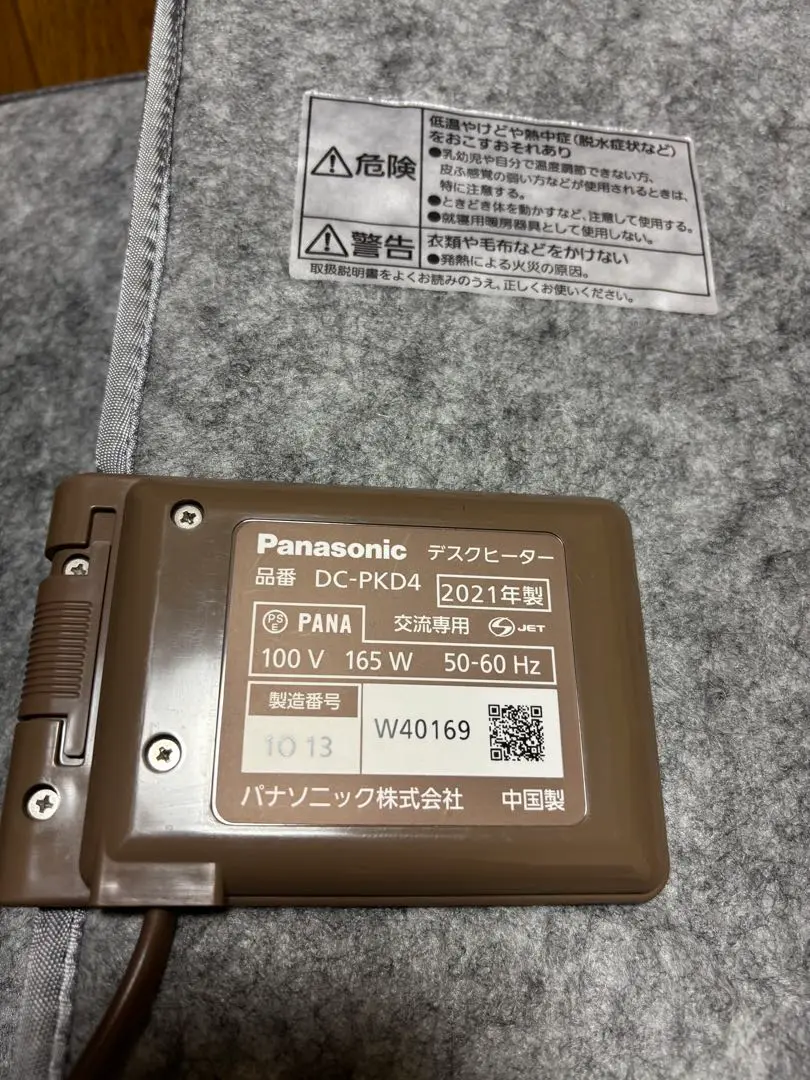 危険
低温やけどや熱中症(脱水症状など)
をおこすおそれあり
●乳幼児や自分で温度調節できない方、
皮ふ感覚の弱い方などが使用されるときは、
特に注意する。
●ときどき体を動かすなど、注意して使用する。
●就寝用暖房器具として使用しない。
警告
衣類や毛布などをかけない
●発熱による火災の原因。
取扱説明書をよくお読みのうえ、正しくお使いください。
Panasonic デスクヒーター
品番 DC-PKD4 2021年製
PSE PANA 交流専用 JET
100 V 165 W 50-60 Hz
製造番号
10 13 W40169
パナソニック株式会社 中国製